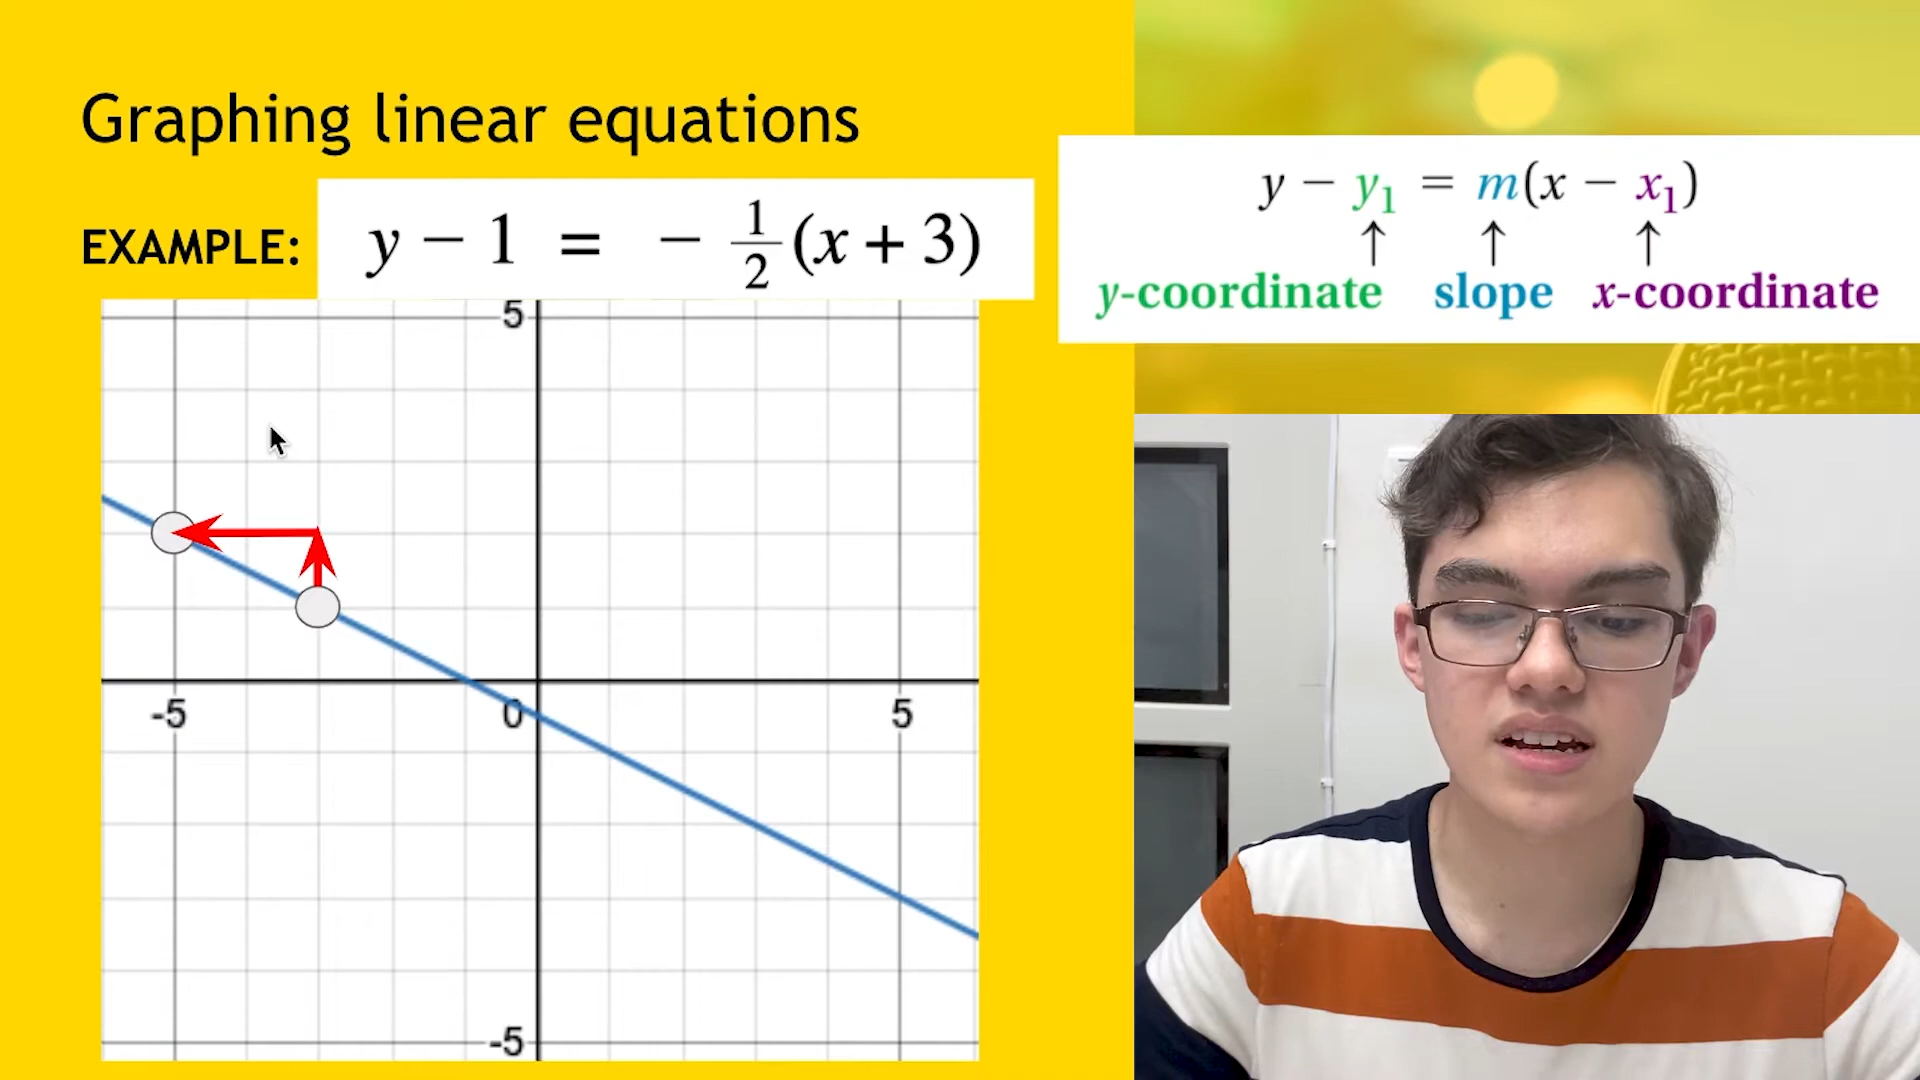 Graphing linear equations
EXAMPLE: y − 1 = − 1/2 (x + 3)
y − y₁ = m(x − x₁)
↑ ↑ ↑
y-coordinate slope x-coordinate
5
-5 0 5
-5